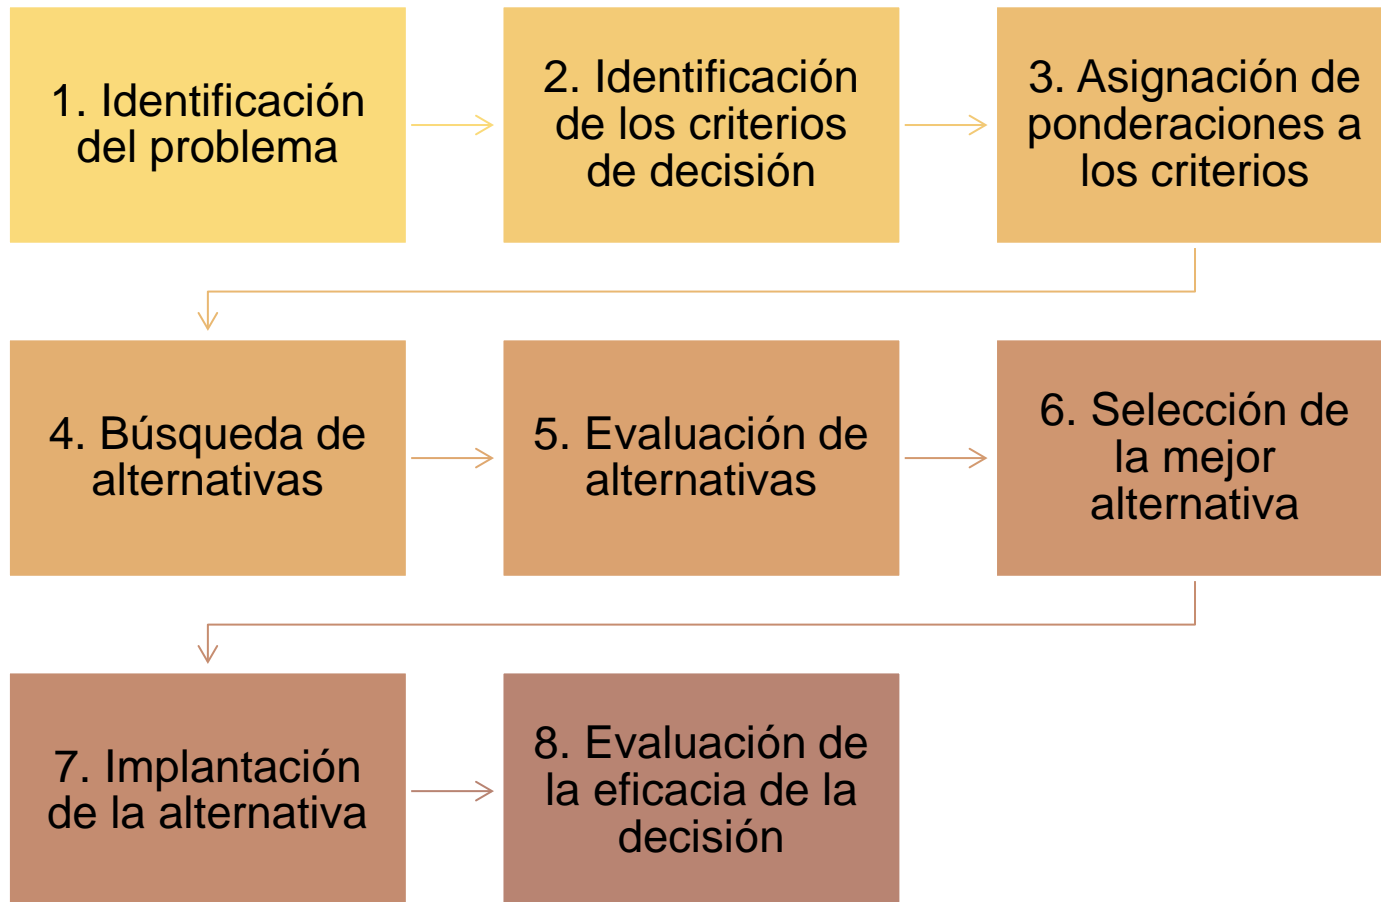 1. Identificación
del problema
2. Identificación
de los criterios
de decisión
3. Asignación de
ponderaciones a
los criterios
4. Búsqueda de
alternativas
5. Evaluación de
alternativas
6. Selección de
la mejor
alternativa
7. Implantación
de la alternativa
8. Evaluación de
la eficacia de la
decisión